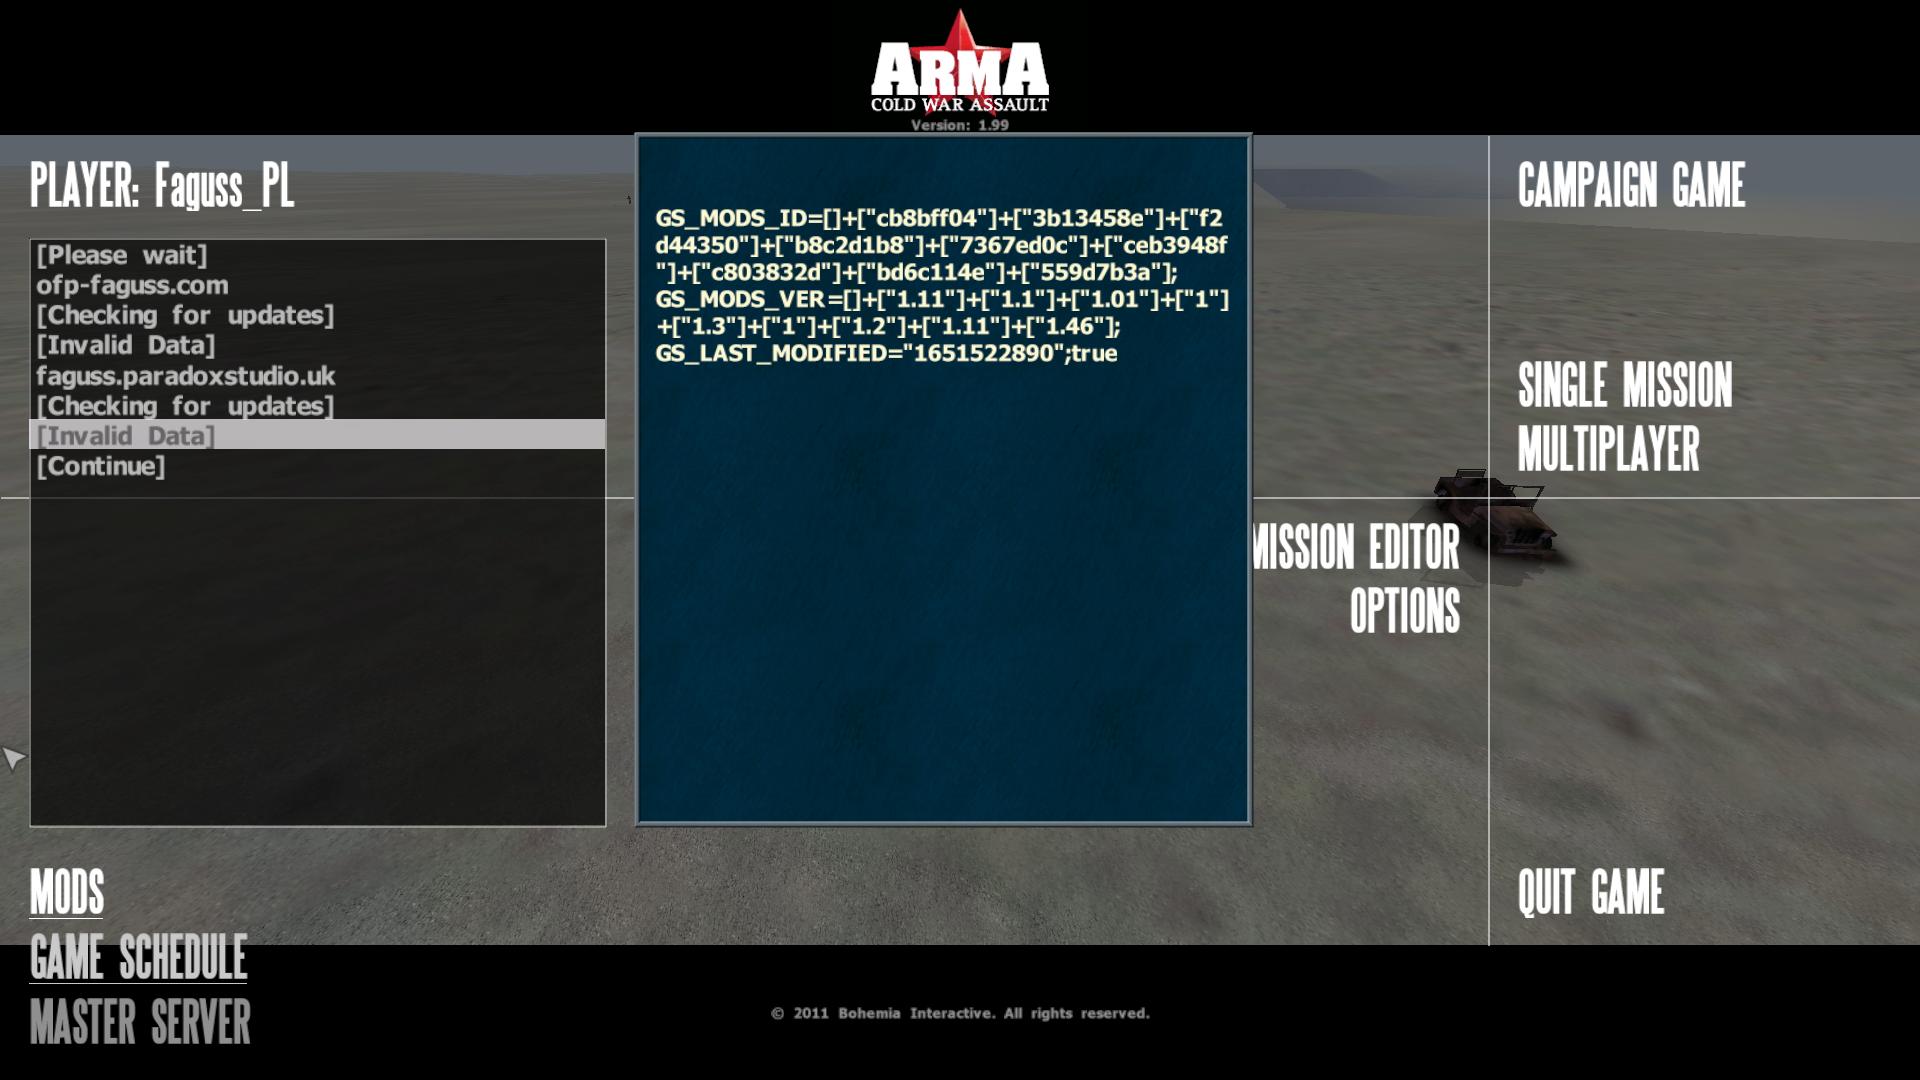 ARMA
COLD WAR ASSAULT
Version: 1.99
PLAYER: Faguss_PL
[Please wait]
ofp-faguss.com
[Checking for updates]
[Invalid Data]
faguss.paradoxstudio.uk
[Checking for updates]
[Invalid Data]
[Continue]
GS_MODS_ID=[]+["cb8bff04"]+["3b13458e"]+["f2
d44350"]+["b8c2d1b8"]+["7367ed0c"]+["ceb3948f
"]+["c803832d"]+["bd6c114e"]+["559d7b3a"];
GS_MODS_VER=[]+["1.11"]+["1.1"]+["1.01"]+["1"]
+["1.3"]+["1"]+["1.2"]+["1.11"]+["1.46"];
GS_LAST_MODIFIED="1651522890";true
CAMPAIGN GAME
SINGLE MISSION
MULTIPLAYER
MISSION EDITOR
OPTIONS
QUIT GAME
MODS
GAME SCHEDULE
MASTER SERVER
© 2011 Bohemia Interactive. All rights reserved.